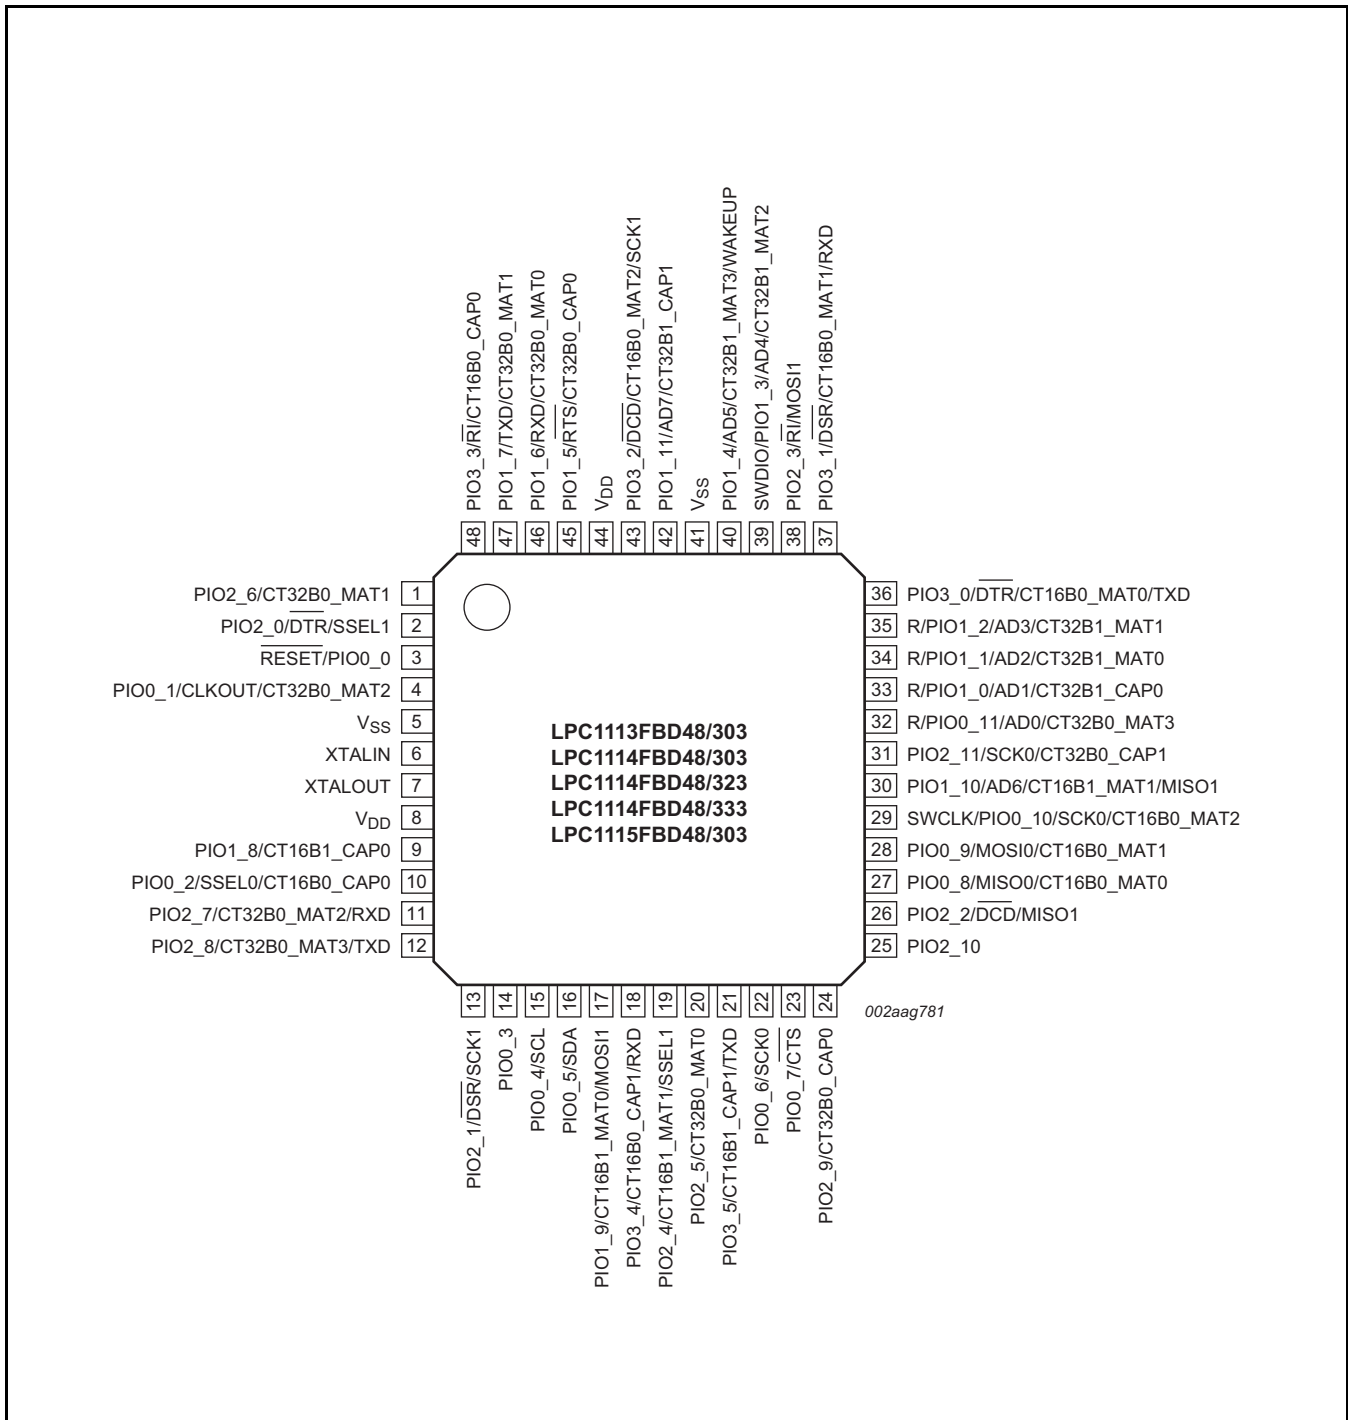 PIO3_3/RI/CT16B0_CAP0
PIO1_7/TXD/CT32B0_MAT1
PIO1_6/RXD/CT32B0_MAT0
PIO1_5/RTS/CT32B0_CAP0
VDD
PIO3_2/DCD/CT16B0_MAT2/SCK1
PIO1_11/AD7/CT32B1_CAP1
VSS
PIO1_4/AD5/CT32B1_MAT3/WAKEUP
SWDIO/PIO1_3/AD4/CT32B1_MAT2
PIO2_3/RI/MOSI1
PIO3_1/DSR/CT16B0_MAT1/RXD
48
47
46
45
44
43
42
41
40
39
38
37
PIO2_6/CT32B0_MAT1 1
PIO2_0/DTR/SSEL1 2
RESET/PIO0_0 3
PIO0_1/CLKOUT/CT32B0_MAT2 4
VSS 5
XTALIN 6
XTALOUT 7
VDD 8
PIO1_8/CT16B1_CAP0 9
PIO0_2/SSEL0/CT16B0_CAP0 10
PIO2_7/CT32B0_MAT2/RXD 11
PIO2_8/CT32B0_MAT3/TXD 12
LPC1113FBD48/303
LPC1114FBD48/303
LPC1114FBD48/323
LPC1114FBD48/333
LPC1115FBD48/303
36 PIO3_0/DTR/CT16B0_MAT0/TXD
35 R/PIO1_2/AD3/CT32B1_MAT1
34 R/PIO1_1/AD2/CT32B1_MAT0
33 R/PIO1_0/AD1/CT32B1_CAP0
32 R/PIO0_11/AD0/CT32B0_MAT3
31 PIO2_11/SCK0/CT32B0_CAP1
30 PIO1_10/AD6/CT16B1_MAT1/MISO1
29 SWCLK/PIO0_10/SCK0/CT16B0_MAT2
28 PIO0_9/MOSI0/CT16B0_MAT1
27 PIO0_8/MISO0/CT16B0_MAT0
26 PIO2_2/DCD/MISO1
25 PIO2_10
13
14
15
16
17
18
19
20
21
22
23
24
PIO2_1/DSR/SCK1
PIO0_3
PIO0_4/SCL
PIO0_5/SDA
PIO1_9/CT16B1_MAT0/MOSI1
PIO3_4/CT16B0_CAP1/RXD
PIO2_4/CT16B1_MAT1/SSEL1
PIO2_5/CT32B0_MAT0
PIO3_5/CT16B1_CAP1/TXD
PIO0_6/SCK0
PIO0_7/CTS
PIO2_9/CT32B0_CAP0
002aag781